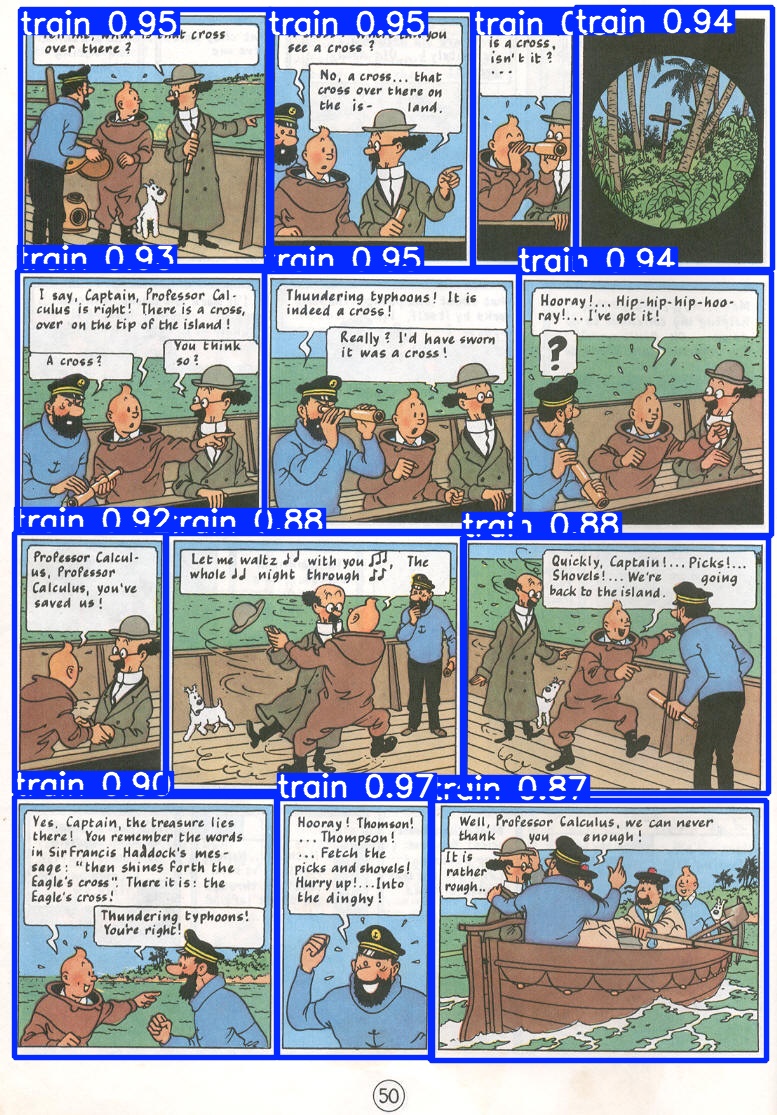 train 0.95
Tell me, what is that cross
over there?
train 0.95
cross? Where you
see a cross?
No, a cross... that
cross over there on
the is- land.
train
is a cross,
isn't it?
...
train 0.94
train 0.93
I say, Captain, Professor Cal-
culus is right! There is a cross,
over on the tip of the island!
A cross?
You think
so?
train 0.95
Thundering typhoons! It is
indeed a cross!
Really? I'd have sworn
it was a cross!
train 0.94
Hooray!... Hip-hip-hip-hoo-
ray!... I've got it!
?
train 0.92
Professor Calcul-
us, Professor
Calculus, you've
saved us!
train 0.88
Let me waltz ♪♪ with you ♫♪, The
whole ♪♪ night through ♫
train 0.88
Quickly, Captain!... Picks!...
Shovels!... We're going
back to the island.
train 0.90
Yes, Captain, the treasure lies
there! You remember the words
in Sir Francis Haddock's mes-
sage: "then shines forth the
Eagle's cross". There it is: the
Eagle's cross!
Thundering typhoons!
You're right!
train 0.97
Hooray! Thomson!
... Thompson!
... Fetch the
picks and shovels!
Hurry up!...Into
the dinghy!
train 0.87
Well, Professor Calculus, we can never
thank you enough!
It is
rather
rough..
50